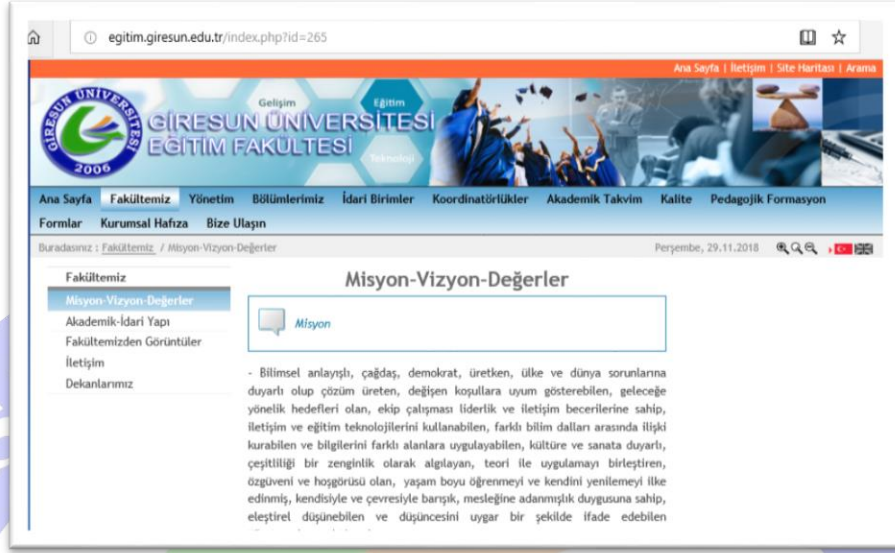 egitim.giresun.edu.tr/index.php?id=265
Ana Sayfa | İletişim | Site Haritası | Arama
GİRESUN ÜNİVERSİTESİ
2006
Gelişim
Eğitim
GİRESUN ÜNİVERSİTESİ
EĞİTİM FAKÜLTESİ
Teknoloji
Ana Sayfa Fakültemiz Yönetim Bölümlerimiz İdari Birimler Koordinatörlükler Akademik Takvim Kalite Pedagojik Formasyon
Formlar Kurumsal Hafıza Bize Ulaşın
Buradasınız : Fakültemiz / Misyon-Vizyon-Değerler
Perşembe, 29.11.2018
Fakültemiz
Misyon-Vizyon-Değerler
Akademik-İdari Yapı
Fakültemizden Görüntüler
İletişim
Dekanlarımız
Misyon-Vizyon-Değerler
Misyon
- Bilimsel anlayışlı, çağdaş, demokrat, üretken, ülke ve dünya sorunlarına
duyarlı olup çözüm üreten, değişen koşullara uyum gösterebilen, geleceğe
yönelik hedefleri olan, ekip çalışması liderlik ve iletişim becerilerine sahip,
iletişim ve eğitim teknolojilerini kullanabilen, farklı bilim dalları arasında ilişki
kurabilen ve bilgilerini farklı alanlara uygulayabilen, kültüre ve sanata duyarlı,
çeşitliliği bir zenginlik olarak algılayan, teori ile uygulamayı birleştiren,
özgüveni ve hoşgörüsü olan, yaşam boyu öğrenmeyi ve kendini yenilemeyi ilke
edinmiş, kendisiyle ve çevresiyle barışık, mesleğine adanmışlık duygusuna sahip,
eleştirel düşünebilen ve düşüncesini uygar bir şekilde ifade edebilen